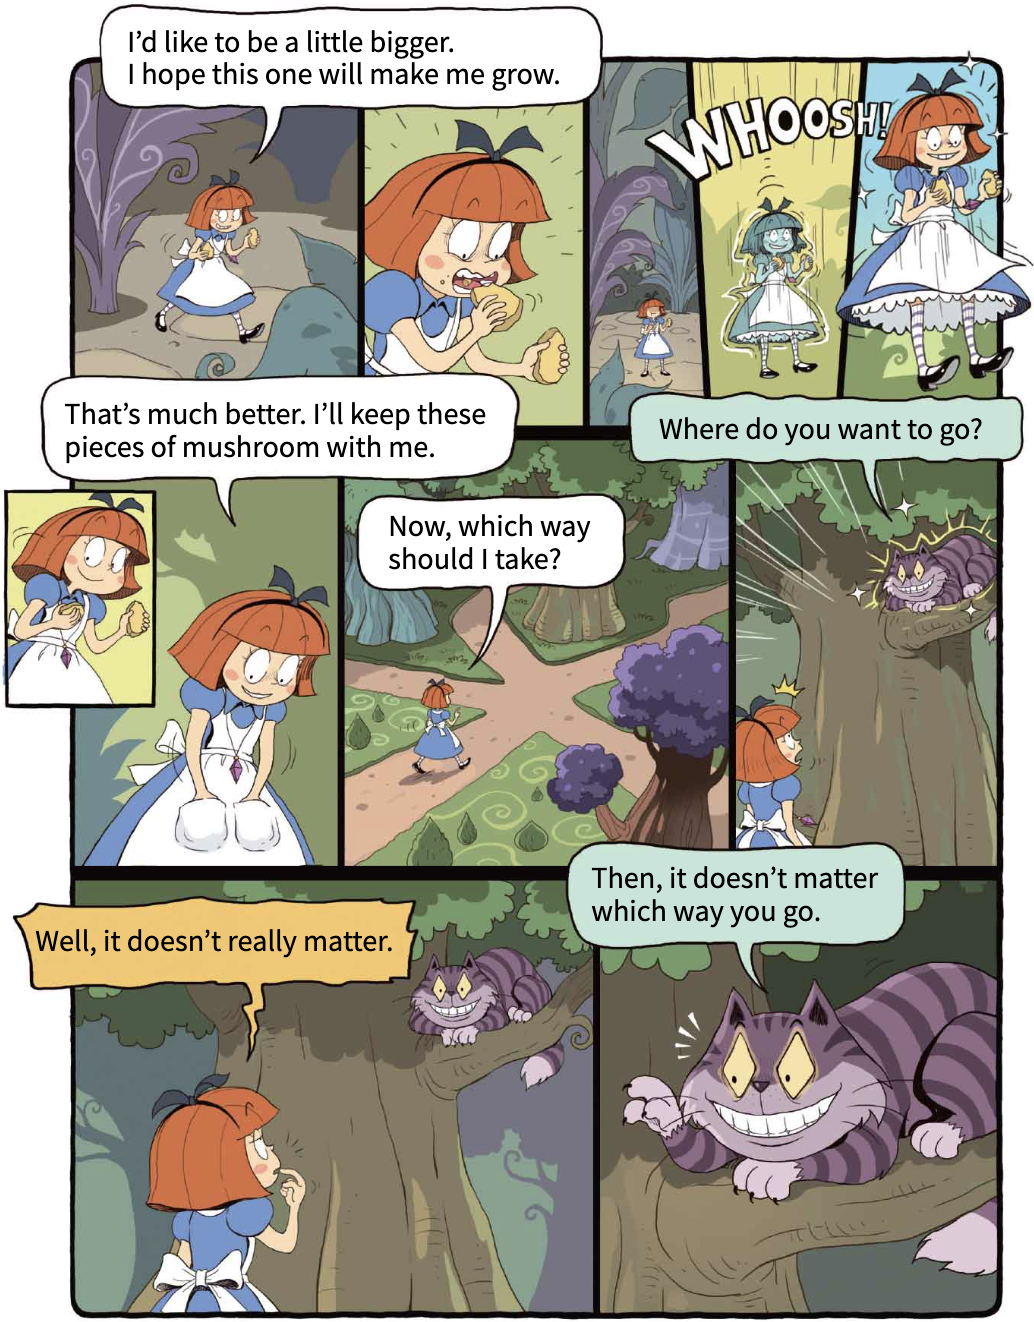 I’d like to be a little bigger.
I hope this one will make me grow.
WHOOSH!
That’s much better. I’ll keep these
pieces of mushroom with me.
Now, which way
should I take?
Where do you want to go?
Well, it doesn’t really matter.
Then, it doesn’t matter
which way you go.